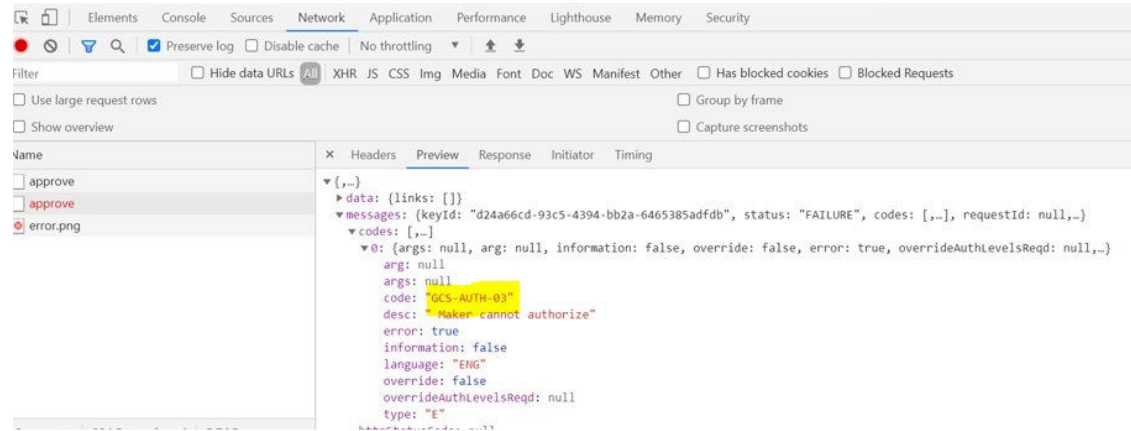 Elements Console Sources Network Application Performance Lighthouse Memory Security
Preserve log Disable cache No throttling
Filter Hide data URLs All XHR JS CSS Img Media Font Doc WS Manifest Other Has blocked cookies Blocked Requests
Use large request rows Group by frame
Show overview Capture screenshots
Name × Headers Preview Response Initiator Timing
approve
approve
error.png
▼{,…}
▶data: {links: []}
▼messages: {keyId: "d24a66cd-93c5-4394-bb2a-6465385adfdb", status: "FAILURE", codes: [,…], requestId: null,…}
▼codes: [,…]
▼0: {args: null, arg: null, information: false, override: false, error: true, overrideAuthLevelsReqd: null,…}
arg: null
args: null
code: "GCS-AUTH-03"
desc: " Maker cannot authorize"
error: true
information: false
language: "ENG"
override: false
overrideAuthLevelsReqd: null
type: "E"